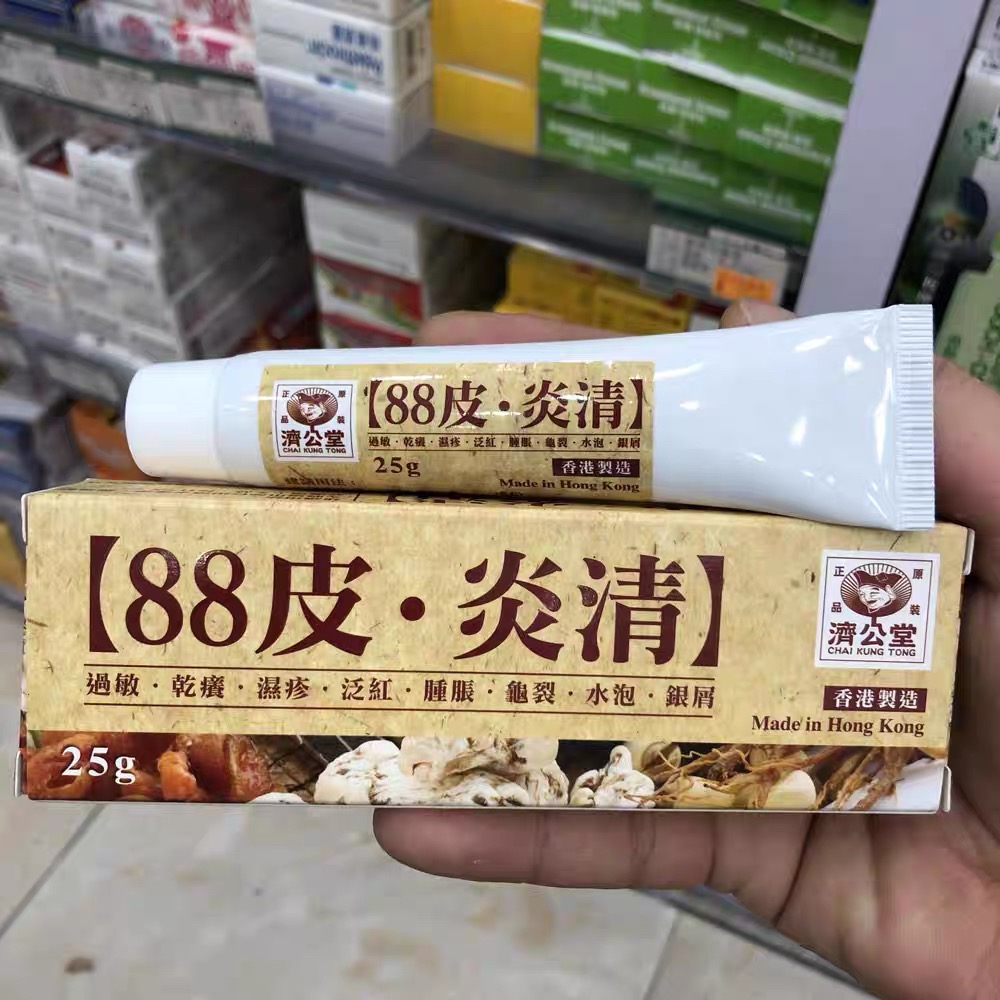 正 原
品 裝
濟公堂
CHAI KUNG TONG
【88皮·炎清】
過敏·乾癢·濕疹·泛紅·腫脹·龜裂·水泡·銀屑
25g
香港製造
Made in Hong Kong
建議用法:
【88皮·炎清】
正 原
品 裝
濟公堂
CHAI KUNG TONG
過敏·乾癢·濕疹·泛紅·腫脹·龜裂·水泡·銀屑
香港製造
Made in Hong Kong
25g